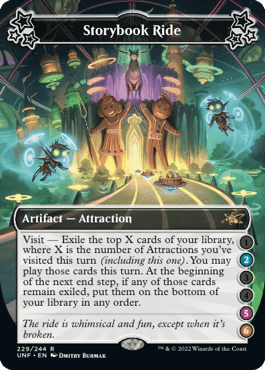 Storybook Ride
Artifact — Attraction
Visit — Exile the top X cards of your library,
where X is the number of Attractions you've
visited this turn (including this one). You may
play those cards this turn. At the beginning
of the next end step, if any of those cards
remain exiled, put them on the bottom of
your library in any order.
The ride is whimsical and fun, except when it's
broken.
1
2
3
4
5
6
229/244 R
UNF • EN DMITRY BURMAK
™ & © 2022 Wizards of the Coast